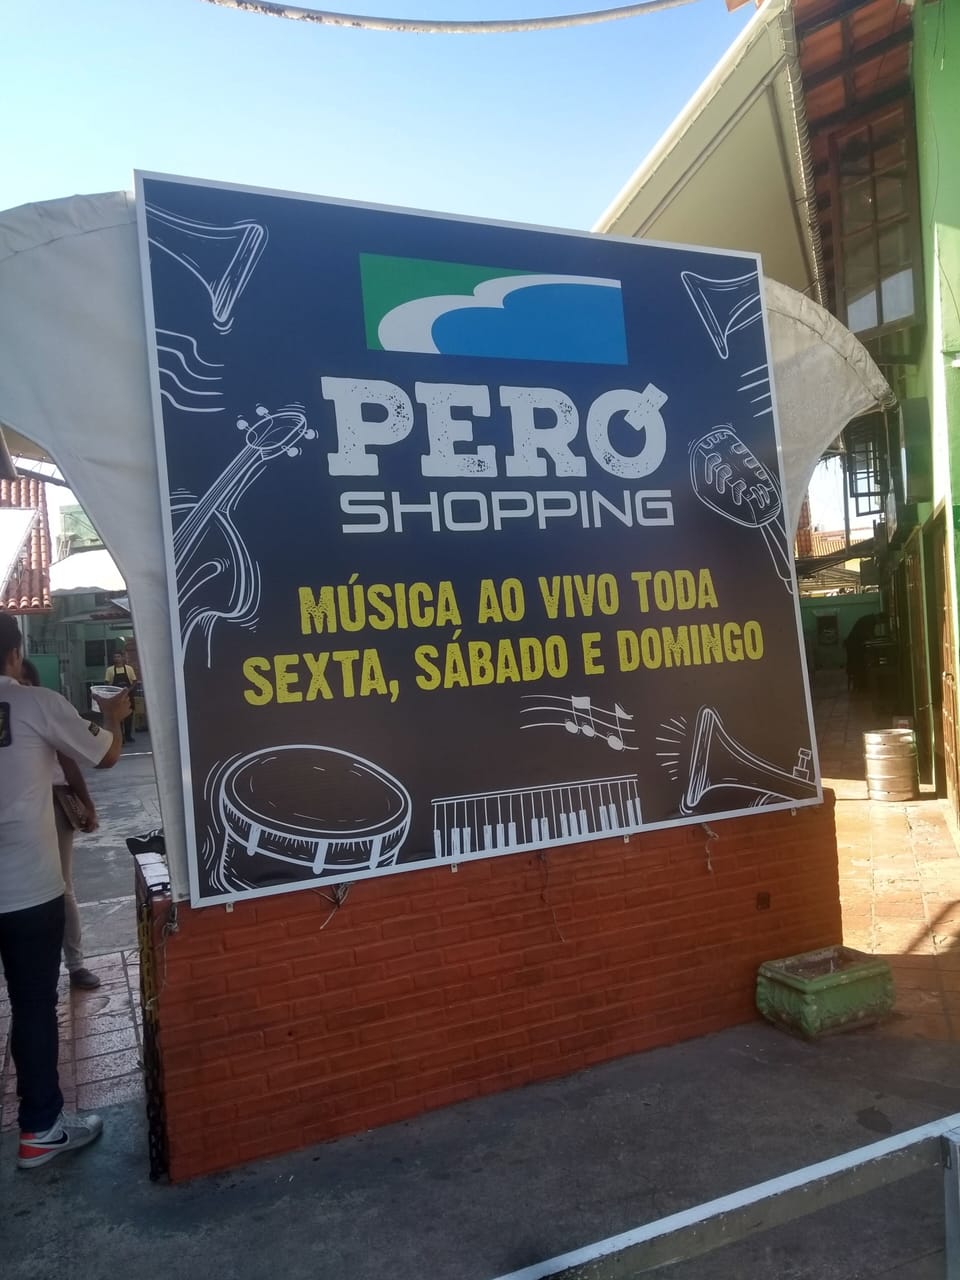 PERÓ
SHOPPING
MÚSICA AO VIVO TODA
SEXTA, SÁBADO E DOMINGO